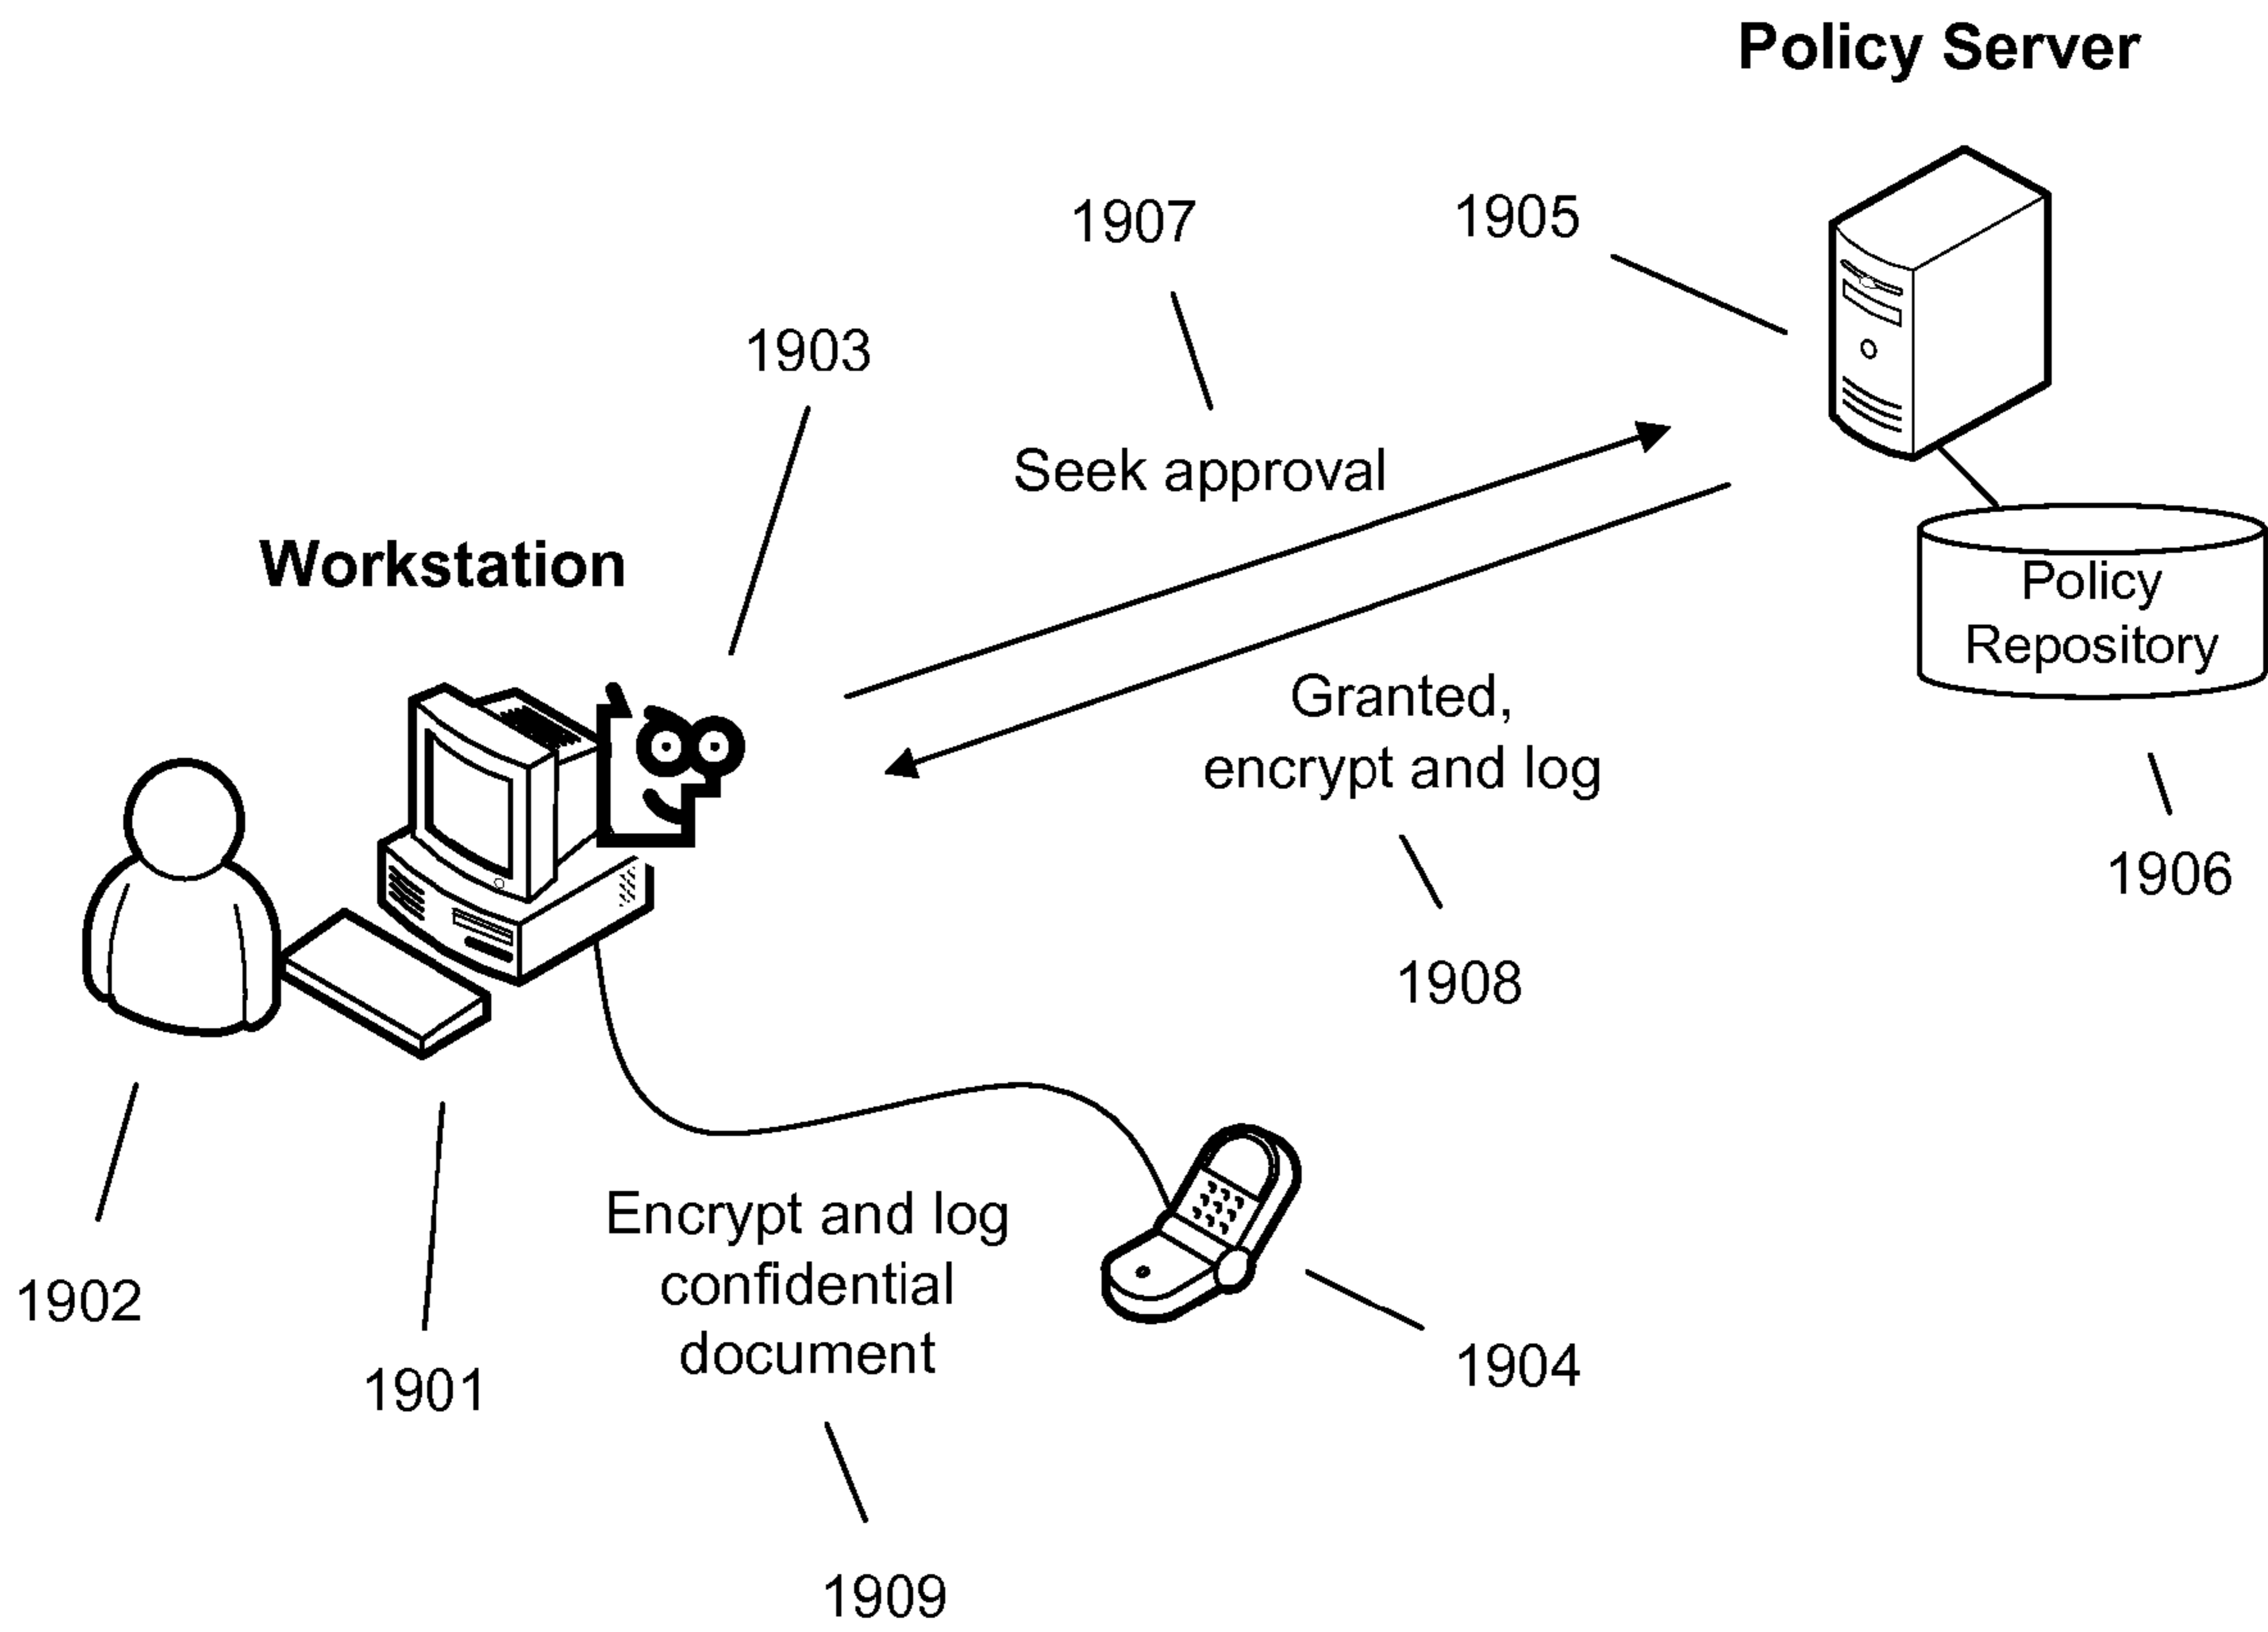 Policy Server
1907
1905
1903
Seek approval
Workstation
Policy
Repository
Granted,
encrypt and log
1906
1908
Encrypt and log
confidential
document
1902
1901
1904
1909